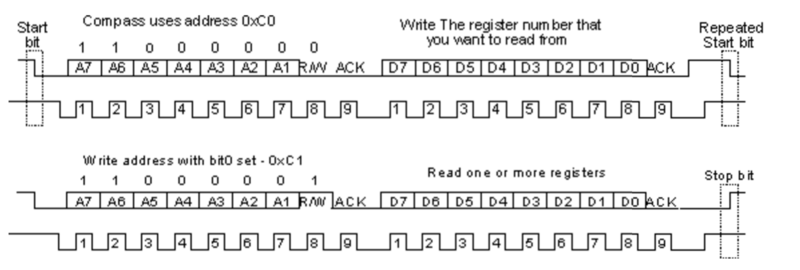 Start bit
Compass uses address 0xC0
Write The register number that
you want to read from
Repeated
Start bit
1 1 0 0 0 0 0 0
A7 A6 A5 A4 A3 A2 A1 R/W ACK D7 D6 D5 D4 D3 D2 D1 D0 ACK
1 2 3 4 5 6 7 8 9 1 2 3 4 5 6 7 8 9
Write address with bit0 set - 0xC1
Read one or more registers
Stop bit
1 1 0 0 0 0 0 1
A7 A6 A5 A4 A3 A2 A1 R/W ACK D7 D6 D5 D4 D3 D2 D1 D0 ACK
1 2 3 4 5 6 7 8 9 1 2 3 4 5 6 7 8 9